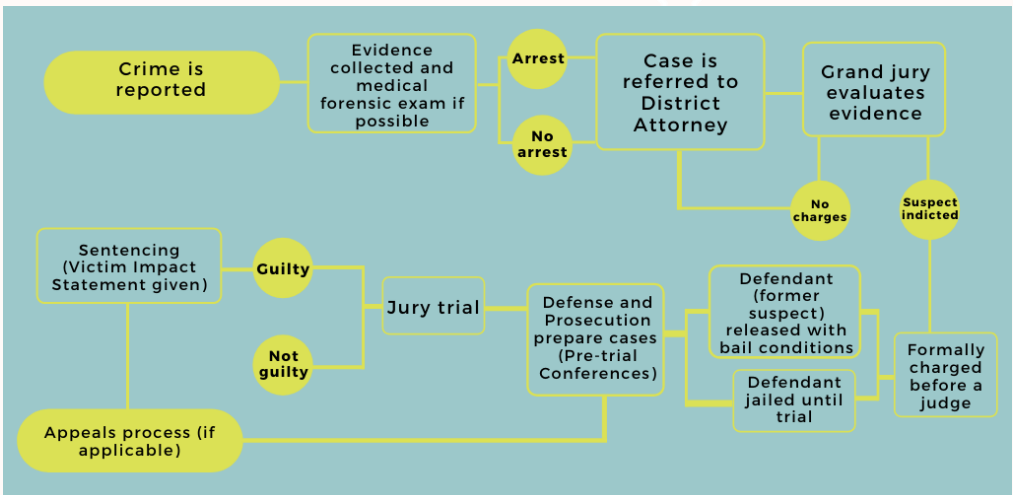 Crime is
reported
Evidence
collected and
medical
forensic exam if
possible
Arrest
No
arrest
Case is
referred to
District
Attorney
Grand jury
evaluates
evidence
No
charges
Suspect
indicted
Formally
charged
before a
judge
Defendant
(former
suspect)
released with
bail conditions
Defendant
jailed until
trial
Defense and
Prosecution
prepare cases
(Pre-trial
Conferences)
Jury trial
Guilty
Not
guilty
Sentencing
(Victim Impact
Statement given)
Appeals process (if
applicable)